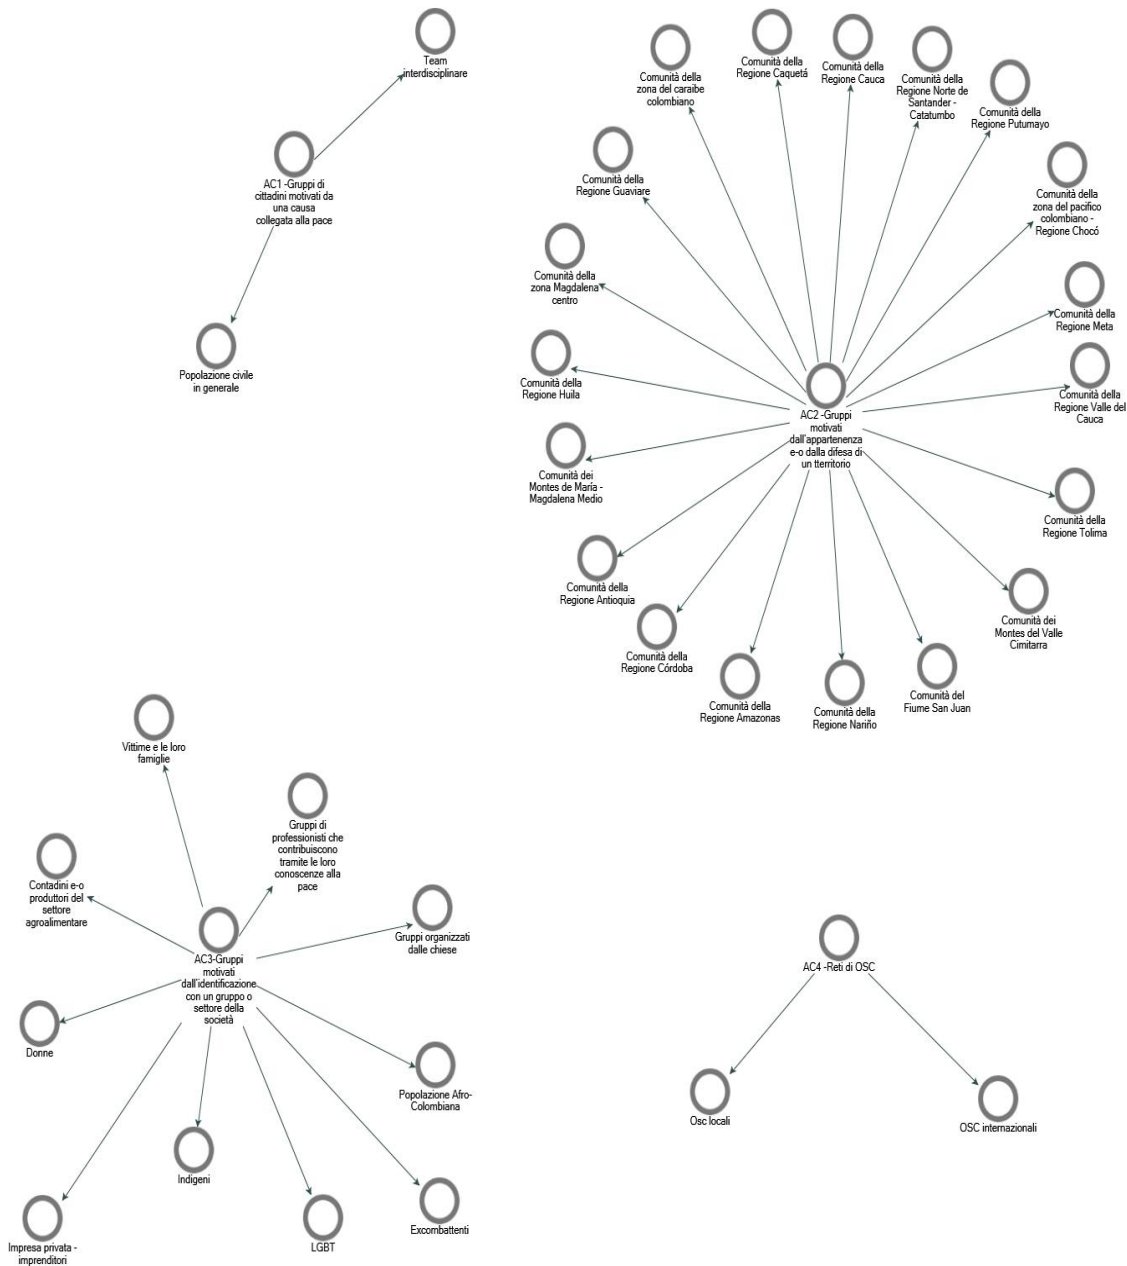 Team
interdisciplinare
AC1 -Gruppi di
cittadini motivati da
una causa
collegata alla pace
Popolazione civile
in generale
Comunità della
zona del caraibe
colombiano
Comunità della
Regione Caquetá
Comunità della
Regione Cauca
Comunità della
Regione Norte de
Santander -
Catatumbo
Comunità della
Regione Putumayo
Comunità della
Regione Guaviare
Comunità della
zona del pacifico
colombiano -
Regione Chocó
Comunità della
zona Magdalena
centro
Comunità della
Regione Meta
Comunità della
Regione Huila
Comunità della
Regione Valle del
Cauca
AC2 -Gruppi
motivati
dall'appartenenza
e-o dalla difesa di
un tterritorio
Comunità dei
Montes de María -
Magdalena Medio
Comunità della
Regione Tolima
Comunità della
Regione Antioquia
Comunità dei
Montes del Valle
Cimitarra
Comunità della
Regione Córdoba
Comunità della
Regione Amazonas
Comunità della
Regione Nariño
Comunità del
Fiume San Juan
Vittime e le loro
famiglie
Gruppi di
professionisti che
contribuiscono
tramite le loro
conoscenze alla
pace
Contadini e-o
produttori del
settore
agroalimentare
Gruppi organizzati
dalle chiese
AC3-Gruppi
motivati
dall'identificazione
con un gruppo o
settore della
società
Donne
Popolazione Afro-
Colombiana
Indigeni
Impresa privata -
imprenditori
LGBT
Excombattenti
AC4 -Reti di OSC
Osc locali
OSC internazionali